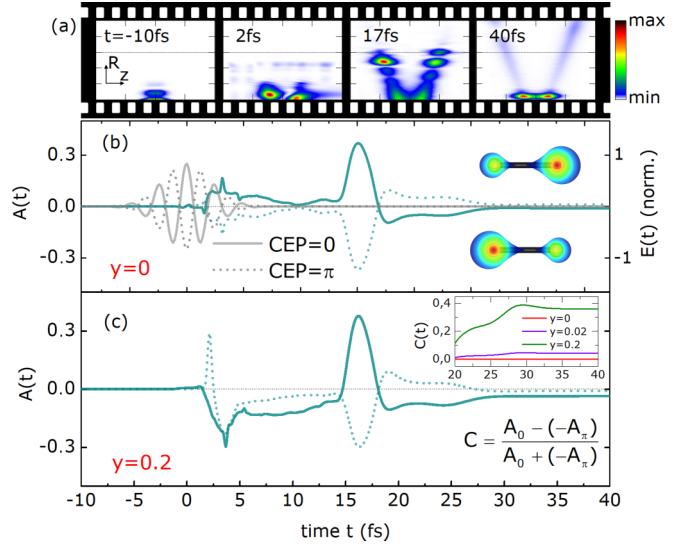 (a) t=-10fs 2fs 17fs 40fs max
R
Z
min
(b)
0.3
0.0
-0.3
A(t)
1
0
-1
E(t) (norm.)
CEP=0
CEP=π
y=0
(c)
0.3
0.0
-0.3
A(t)
0,4
0,2
0,0
C(t)
y=0
y=0.02
y=0.2
20 25 30 35 40
C = A₀ − (−Aπ) / A₀ + (−Aπ)
y=0.2
-10 -5 0 5 10 15 20 25 30 35 40
time t (fs)